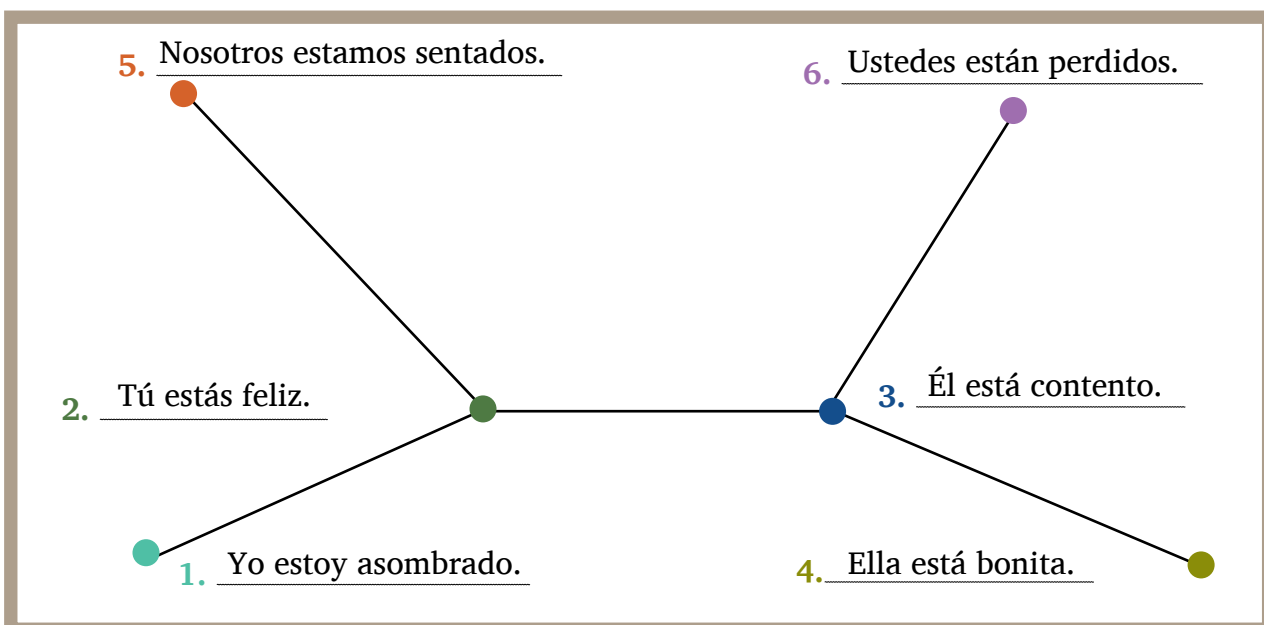 5. Nosotros estamos sentados.
6. Ustedes están perdidos.
2. Tú estás feliz.
3. Él está contento.
1. Yo estoy asombrado.
4. Ella está bonita.